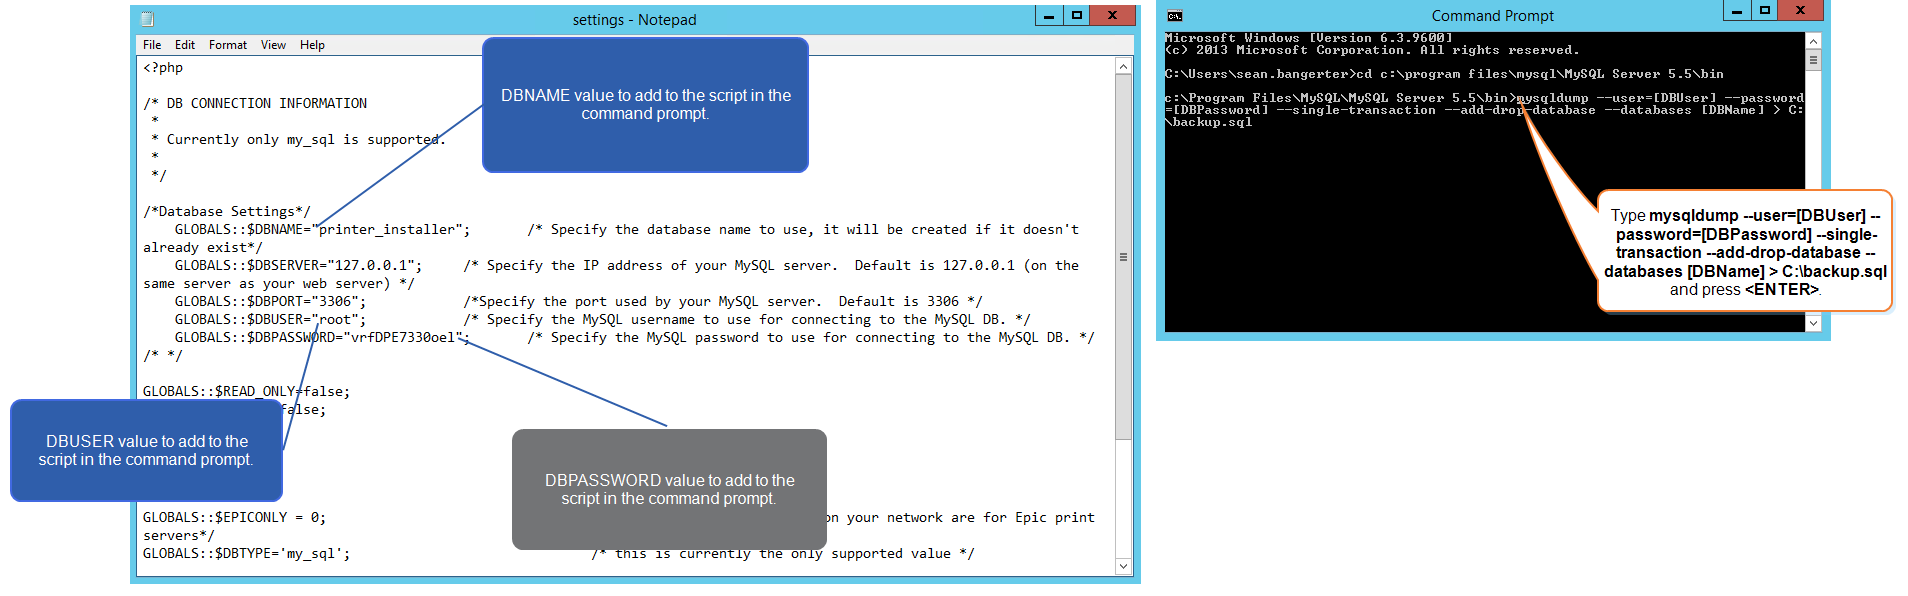 settings - Notepad
File Edit Format View Help
<?php
/* DB CONNECTION INFORMATION
*
* Currently only my_sql is supported.
*
*/
/*Database Settings*/
GLOBALS::$DBNAME="printer_installer"; /* Specify the database name to use, it will be created if it doesn't
already exist*/
GLOBALS::$DBSERVER="127.0.0.1"; /* Specify the IP address of your MySQL server. Default is 127.0.0.1 (on the
same server as your web server) */
GLOBALS::$DBPORT="3306"; /*Specify the port used by your MySQL server. Default is 3306 */
GLOBALS::$DBUSER="root"; /* Specify the MySQL username to use for connecting to the MySQL DB. */
GLOBALS::$DBPASSWORD="vrfDPE7330oel"; /* Specify the MySQL password to use for connecting to the MySQL DB. */
/* */
GLOBALS::$READ_ONLY=false;
false;
GLOBALS::$EPICONLY = 0; on your network are for Epic print
servers*/
GLOBALS::$DBTYPE='my_sql'; /* this is currently the only supported value */
DBNAME value to add to the script in the
command prompt.
DBUSER value to add to the
script in the command prompt.
DBPASSWORD value to add to the
script in the command prompt.
Command Prompt
Microsoft Windows [Version 6.3.9600]
(c) 2013 Microsoft Corporation. All rights reserved.
C:\Users\sean.bangerter>cd c:\program files\mysql\MySQL Server 5.5\bin
c:\Program Files\MySQL\MySQL Server 5.5\bin>mysqldump --user=[DBUser] --password
=[DBPassword] --single-transaction --add-drop-database --databases [DBName] > C:
\backup.sql
Type mysqldump --user=[DBUser] --
password=[DBPassword] --single-
transaction --add-drop-database --
databases [DBName] > C:\backup.sql
and press <ENTER>.